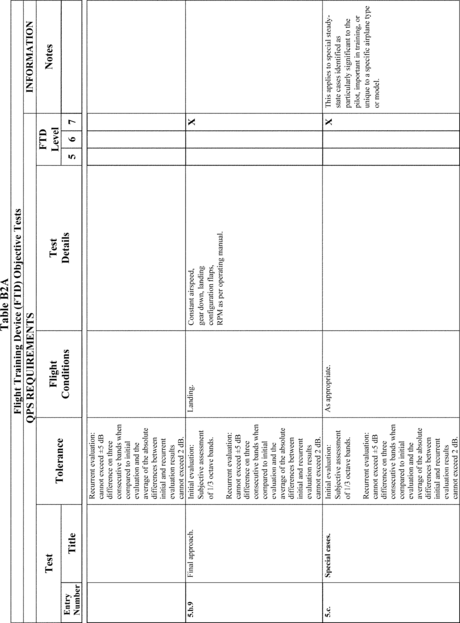 Table B2A
Flight Training Device (FTD) Objective Tests
QPS REQUIREMENTS
INFORMATION
Test
Tolerance
Flight
Conditions
Test
Details
FTD
Level
Notes
Entry
Number
Title
5 6 7
Recurrent evaluation:
cannot exceed ±5 dB
difference on three
consecutive bands when
compared to initial
evaluation and the
average of the absolute
differences between
initial and recurrent
evaluation results
cannot exceed 2 dB.
5.b.9
Final approach.
Initial evaluation:
Subjective assessment
of 1/3 octave bands.
Recurrent evaluation:
cannot exceed ±5 dB
difference on three
consecutive bands when
compared to initial
evaluation and the
average of the absolute
differences between
initial and recurrent
evaluation results
cannot exceed 2 dB.
Landing.
Constant airspeed,
gear down, landing
configuration flaps,
RPM as per operating manual.
X
5.c.
Special cases.
Initial evaluation:
Subjective assessment
of 1/3 octave bands.
Recurrent evaluation:
cannot exceed ±5 dB
difference on three
consecutive bands when
compared to initial
evaluation and the
average of the absolute
differences between
initial and recurrent
evaluation results
cannot exceed 2 dB.
As appropriate.
X
This applies to special steady-
state cases identified as
particularly significant to the
pilot, important in training, or
unique to a specific airplane type
or model.